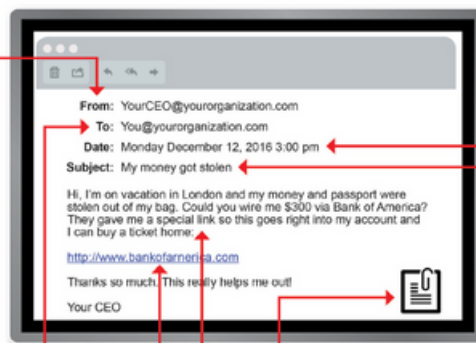 From: YourCEO@yourorganization.com
To: You@yourorganization.com
Date: Monday December 12, 2016 3:00 pm
Subject: My money got stolen
Hi, I'm on vacation in London and my money and passport were
stolen out of my bag. Could you wire me $300 via Bank of America?
They gave me a special link so this goes right into my account and
I can buy a ticket home:
http://www.bankofarnerica.com
Thanks so much. This really helps me out!
Your CEO